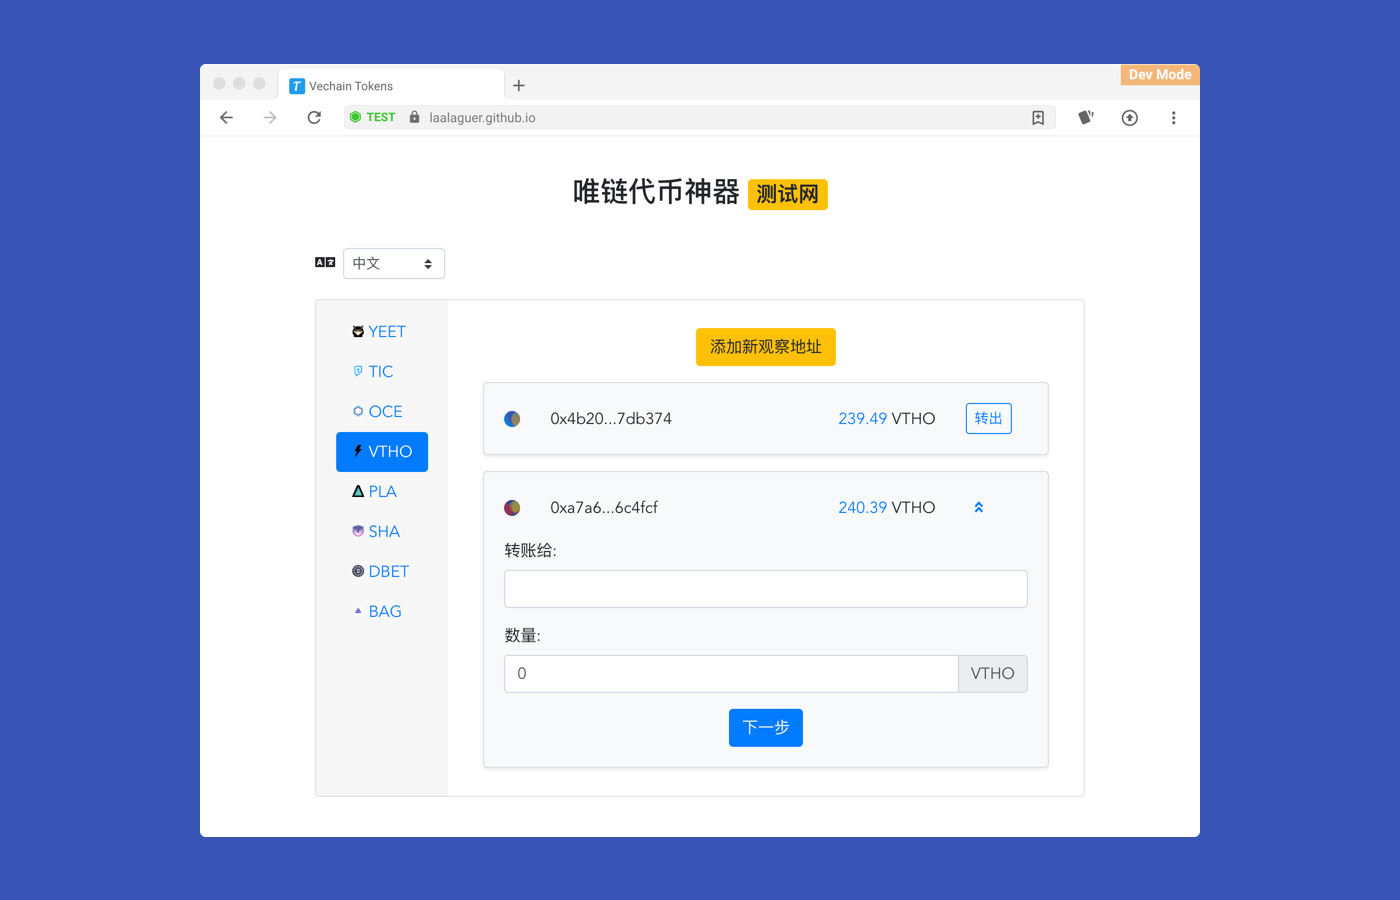 Vechain Tokens
Dev Mode
TEST
laalaguer.github.io
唯链代币神器 测试网
中文
YEET
TIC
OCE
VTHO
PLA
SHA
DBET
BAG
添加新观察地址
0x4b20...7db374 239.49 VTHO 转出
0xa7a6...6c4fcf 240.39 VTHO
转账给:
数量:
0 VTHO
下一步